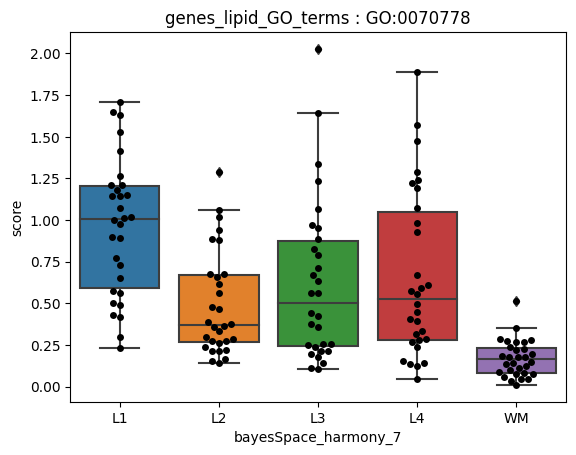 genes_lipid_GO_terms : GO:0070778
2.00
1.75
1.50
1.25
1.00
0.75
0.50
0.25
0.00
score
L1 L2 L3 L4 WM
bayesSpace_harmony_7